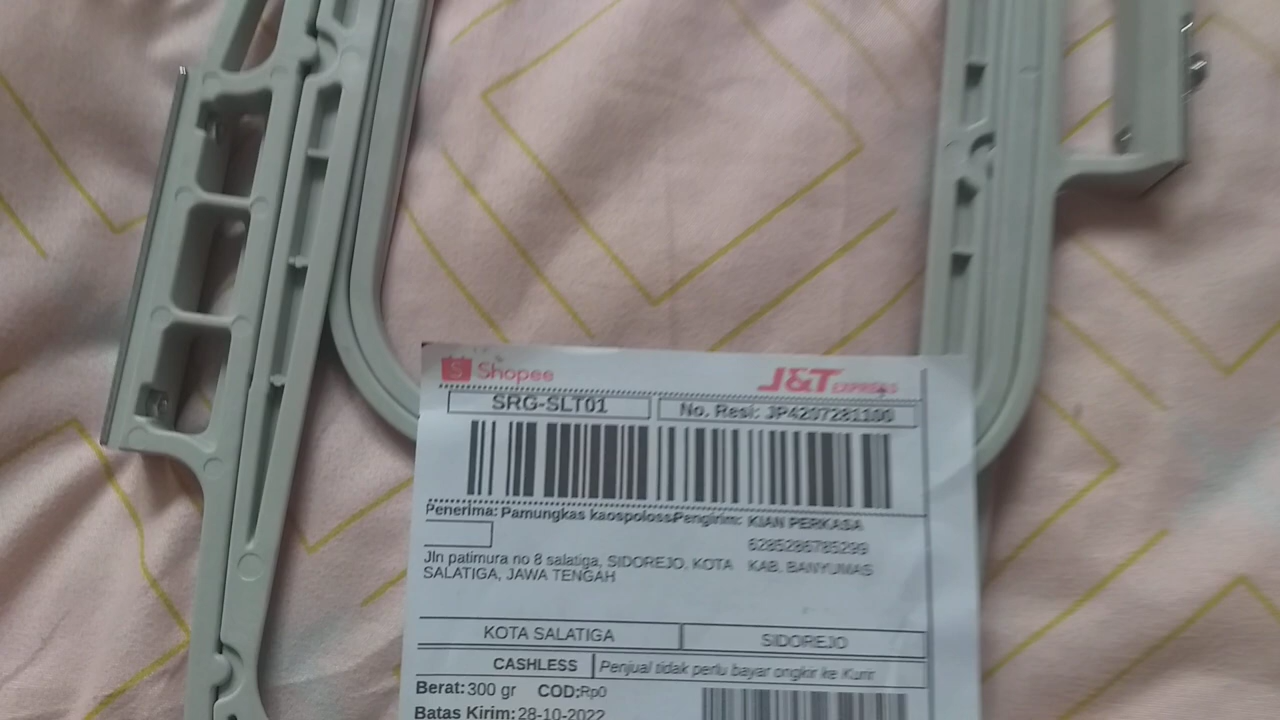 Shopee
J&T EXPRESS
SRG-SLT01
No. Resi: JP4207281100
Penerima: Pamungkas kaospoloss
Pengirim: KIAN PERKASA
6285286785299
Jln patimura no 8 salatiga, SIDOREJO, KOTA
SALATIGA, JAWA TENGAH
KAB. BANYUMAS
KOTA SALATIGA
SIDOREJO
CASHLESS
Penjual tidak perlu bayar ongkir ke Kurir
Berat: 300 gr COD:Rp0
Batas Kirim: 28-10-2022